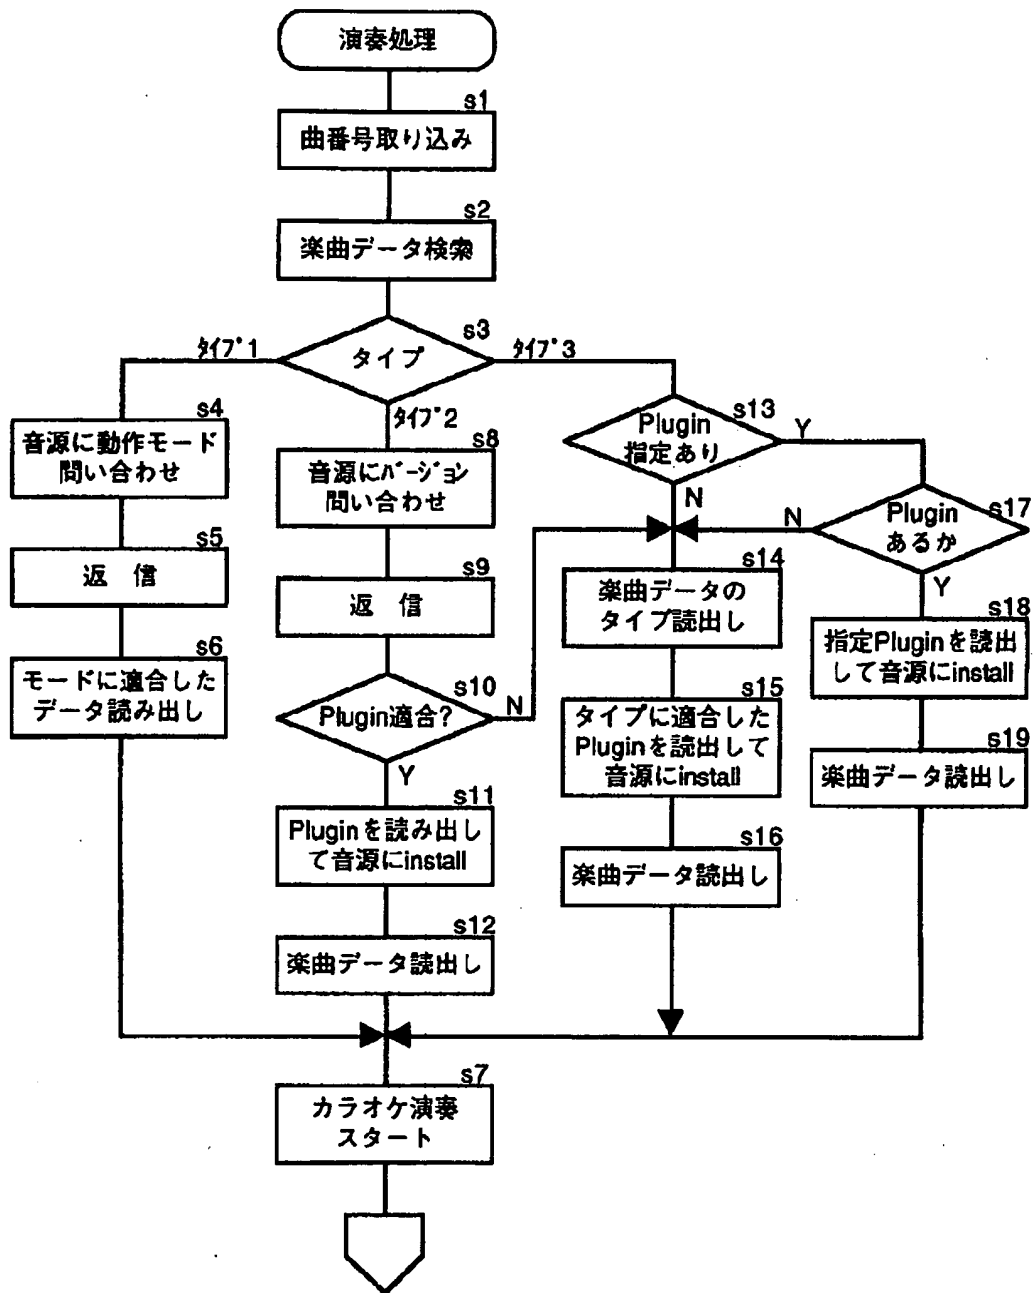 演奏処理
s1
曲番号取り込み
s2
楽曲データ検索
s3
タイプ
ﾀｲﾌﾟ1
ﾀｲﾌﾟ2
ﾀｲﾌﾟ3
s4
音源に動作モード
問い合わせ
s5
返 信
s6
モードに適合した
データ読み出し
s8
音源にﾊﾞｰｼﾞｮﾝ
問い合わせ
s9
返 信
s10
Plugin適合?
N
Y
s11
Pluginを読み出し
て音源にinstall
s12
楽曲データ読出し
s13
Plugin
指定あり
Y
N
s14
楽曲データの
タイプ読出し
s15
タイプに適合した
Pluginを読出して
音源にinstall
s16
楽曲データ読出し
s17
Plugin
あるか
N
Y
s18
指定Pluginを読出
して音源にinstall
s19
楽曲データ読出し
s7
カラオケ演奏
スタート